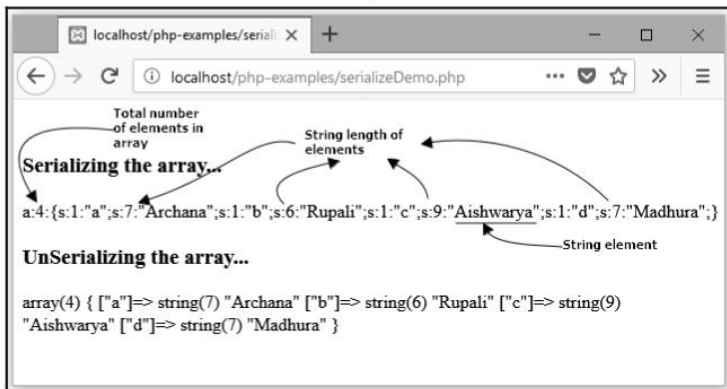 localhost/php-examples/seriali
localhost/php-examples/serializeDemo.php
Total number
of elements in
array
String length of
elements
Serializing the array...
a:4:{s:1:"a";s:7:"Archana";s:1:"b";s:6:"Rupali";s:1:"c";s:9:"Aishwarya";s:1:"d";s:7:"Madhura";}
String element
UnSerializing the array...
array(4) { ["a"]=> string(7) "Archana" ["b"]=> string(6) "Rupali" ["c"]=> string(9)
"Aishwarya" ["d"]=> string(7) "Madhura" }